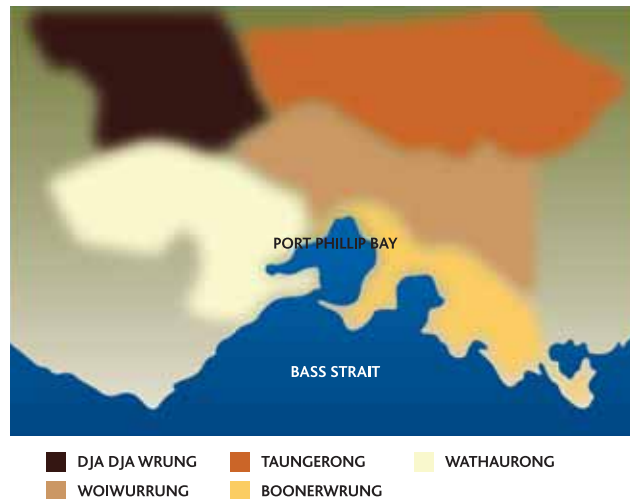 PORT PHILLIP BAY
BASS STRAIT
DJA DJA WRUNG TAUNGERONG WATHAURONG
WOIWURRUNG BOONERWRUNG